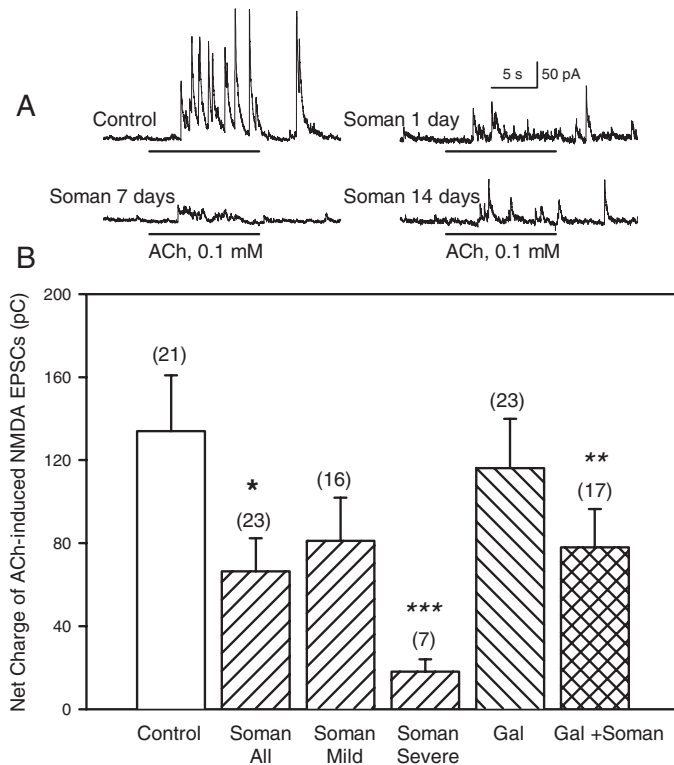 A
Control
5 s
50 pA
Soman 1 day
Soman 7 days
Soman 14 days
ACh, 0.1 mM
ACh, 0.1 mM
B
Net Charge of ACh-induced NMDA EPSCs (pC)
200
160
120
80
40
0
(21)
*
(23)
(16)
***
(7)
(23)
**
(17)
Control
Soman
All
Soman
Mild
Soman
Severe
Gal
Gal +Soman